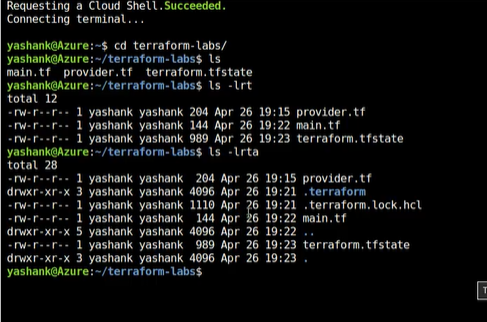 Requesting a Cloud Shell.Succeeded.
Connecting terminal...
yashank@Azure:~$ cd terraform-labs/
yashank@Azure:~/terraform-labs$ ls
main.tf  provider.tf  terraform.tfstate
yashank@Azure:~/terraform-labs$ ls -lrt
total 12
-rw-r--r-- 1 yashank yashank 204 Apr 26 19:15 provider.tf
-rw-r--r-- 1 yashank yashank 144 Apr 26 19:22 main.tf
-rw-r--r-- 1 yashank yashank 989 Apr 26 19:23 terraform.tfstate
yashank@Azure:~/terraform-labs$ ls -lrta
total 28
-rw-r--r-- 1 yashank yashank  204 Apr 26 19:15 provider.tf
drwxr-xr-x 3 yashank yashank 4096 Apr 26 19:21 .terraform
-rw-r--r-- 1 yashank yashank 1110 Apr 26 19:21 .terraform.lock.hcl
-rw-r--r-- 1 yashank yashank  144 Apr 26 19:22 main.tf
drwxr-xr-x 5 yashank yashank 4096 Apr 26 19:22 ..
-rw-r--r-- 1 yashank yashank  989 Apr 26 19:23 terraform.tfstate
drwxr-xr-x 3 yashank yashank 4096 Apr 26 19:23 .
yashank@Azure:~/terraform-labs$